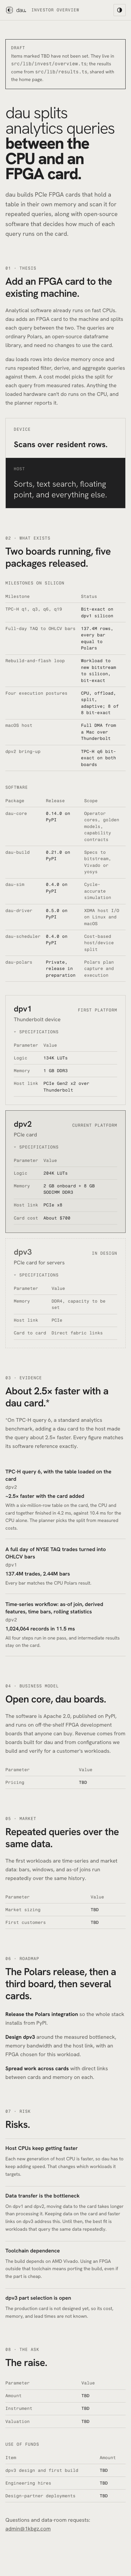 dau. INVESTOR OVERVIEW
DRAFT
Items marked TBD have not been set. They live in
src/lib/invest/overview.ts; the results
come from src/lib/results.ts, shared with
the home page.
dau splits
analytics queries
between the
CPU and an
FPGA card.
dau builds PCIe FPGA cards that hold a
table in their own memory and scan it for
many queries, along with the open-source
software that decides how much of each
query runs on the card.
01 · THESIS
Add an FPGA card to the
existing machine.
Analytical software already runs on fast CPUs.
dau adds an FPGA card to the machine and splits
each query between the two. The queries are
ordinary Polars, an open-source dataframe
library, and need no changes to use the card.
dau loads rows into device memory once and
runs repeated filter, derive, and aggregate queries
against them. A cost model picks the split for
each query from measured rates. Anything the
hardware card can't do runs on the CPU, and
the planner reports it.
DEVICE
Scans over resident rows.
HOST
Sorts, text search, floating
point, and everything else.
02 · WHAT EXISTS
Two boards running, five
packages released.
MILESTONES ON SILICON
Milestone Status
TPC-H q1, q3, q6, q19 Bit-exact on
dpv1 silicon
Full-day TAQ to OHLCV bars 137.4M rows,
every bar
equal to
Polars
Rebuild-and-flash loop Workload to
new bitstream
to silicon,
bit-exact
Four execution postures CPU, offload,
split,
adaptive; 8 of
8 bit-exact
macOS host Full DMA from
a Mac over
Thunderbolt
dpv2 bring-up TPC-H q6 bit-
exact on both
boards
SOFTWARE
Package Release Scope
dau-core 0.14.0 on
PyPI Operator
cores, golden
models,
capability
contracts
dau-build 0.21.0 on
PyPI Specs to
bitstream,
Vivado or
yosys
dau-sim 0.4.0 on
PyPI Cycle-
accurate
simulation
dau-driver 0.5.0 on
PyPI XDMA host I/O
on Linux and
macOS
dau-scheduler 0.4.0 on
PyPI Cost-based
host/device
split
dau-polars Private,
release in
preparation Polars plan
capture and
execution
dpv1 FIRST PLATFORM
Thunderbolt device
− SPECIFICATIONS
Parameter Value
Logic 134K LUTs
Memory 1 GB DDR3
Host link PCIe Gen2 x2 over
Thunderbolt
dpv2 CURRENT PLATFORM
PCIe card
− SPECIFICATIONS
Parameter Value
Logic 204K LUTs
Memory 2 GB onboard + 8 GB
SODIMM DDR3
Host link PCIe x8
Card cost About $700
dpv3 IN DESIGN
PCIe card for servers
− SPECIFICATIONS
Parameter Value
Memory DDR4, capacity to be
set
Host link PCIe
Card to card Direct fabric links
03 · EVIDENCE
About 2.5× faster with a
dau card.*
*On TPC-H query 6, a standard analytics
benchmark, adding a dau card to the host made
the query about 2.5× faster. Every figure matches
its software reference exactly.
TPC-H query 6, with the table loaded on the
card
dpv2
~2.5× faster with the card added
With a six-million-row table on the card, the CPU and
card together finished in 4.2 ms, against 10.4 ms for the
CPU alone. The planner picks the split from measured
costs.
A full day of NYSE TAQ trades turned into
OHLCV bars
dpv1
137.4M trades, 2.44M bars
Every bar matches the CPU Polars result.
Time-series workflow: as-of join, derived
features, time bars, rolling statistics
dpv2
1,024,064 records in 11.5 ms
All four steps run in one pass, and intermediate results
stay on the card.
04 · BUSINESS MODEL
Open core, dau boards.
The software is Apache 2.0, published on PyPI,
and runs on off-the-shelf FPGA development
boards that anyone can buy. Revenue comes from
boards built for dau and from configurations we
build and verify for a customer's workloads.
Parameter Value
Pricing TBD
05 · MARKET
Repeated queries over the
same data.
The first workloads are time-series and market
data: bars, windows, and as-of joins run
repeatedly over the same history.
Parameter Value
Market sizing TBD
First customers TBD
06 · ROADMAP
The Polars release, then a
third board, then several
cards.
Release the Polars integration so the whole stack
installs from PyPI.
Design dpv3 around the measured bottleneck,
memory bandwidth and the host link, with an
FPGA chosen for this workload.
Spread work across cards with direct links
between cards and memory on each.
07 · RISK
Risks.
Host CPUs keep getting faster
Each new generation of host CPU is faster, so dau has to
keep adding speed. That changes which workloads it
targets.
Data transfer is the bottleneck
On dpv1 and dpv2, moving data to the card takes longer
than processing it. Keeping data on the card and faster
links on dpv3 address this. Until then, the best fit is
workloads that query the same data repeatedly.
Toolchain dependence
The build depends on AMD Vivado. Using an FPGA
outside that toolchain means porting the build, even if
the part is cheap.
dpv3 part selection is open
The production card is not designed yet, so its cost,
memory, and lead times are not known.
08 · THE ASK
The raise.
Parameter Value
Amount TBD
Instrument TBD
Valuation TBD
USE OF FUNDS
Item Amount
dpv3 design and first build TBD
Engineering hires TBD
Design-partner deployments TBD
Questions and data room requests:
admin@1kbgz.com